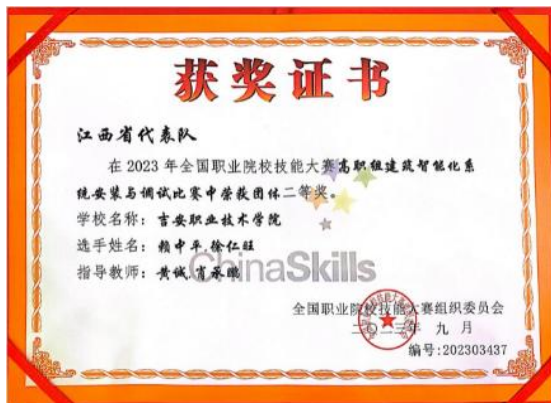 获奖证书
江西省代表队
在2023年全国职业院校技能大赛高职组建筑智能化系
统安装与调试比赛中荣获团体二等奖。
学校名称：吉安职业技术学院
选手姓名：赖中平.徐仁旺
指导教师：黄诚.肖承鹏
ChinaSkills
全国职业院校技能大赛组织委员会
二〇二三年 九 月
编号:202303437